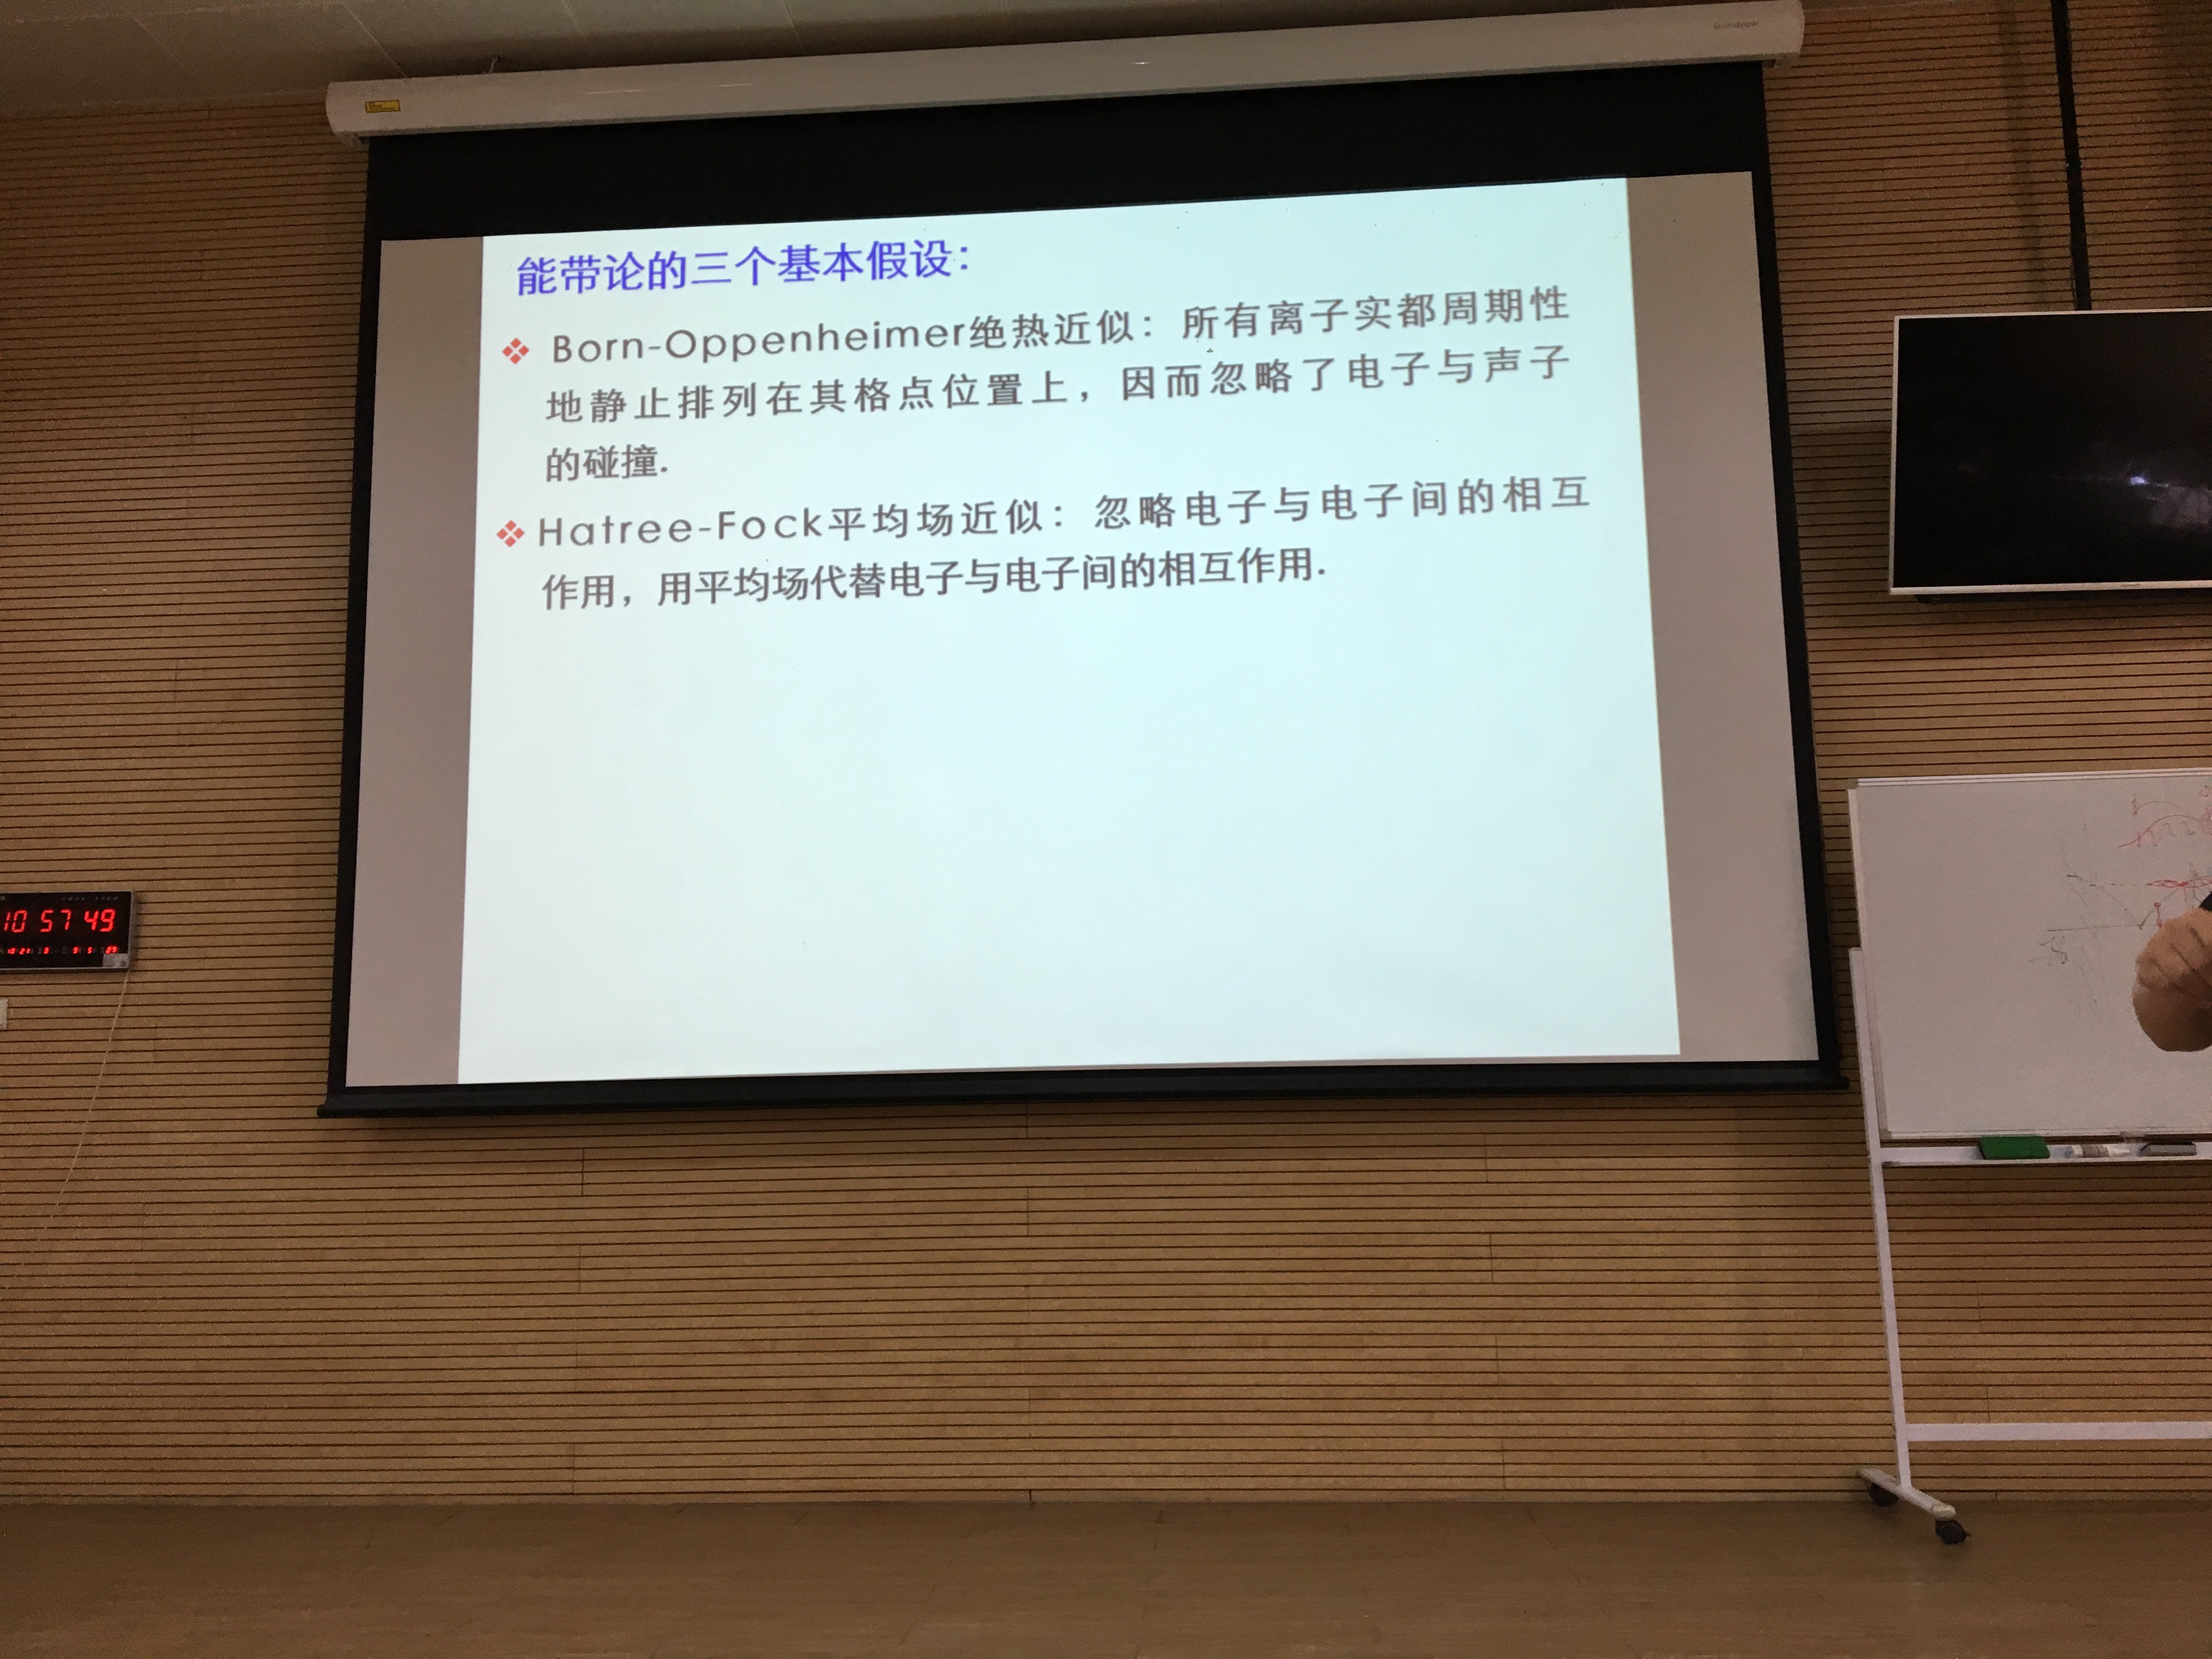 能带论的三个基本假设：
Born-Oppenheimer绝热近似：所有离子实都周期性
地静止排列在其格点位置上，因而忽略了电子与声子
的碰撞.
Hatree-Fock平均场近似：忽略电子与电子间的相互
作用，用平均场代替电子与电子间的相互作用.
10 57 49